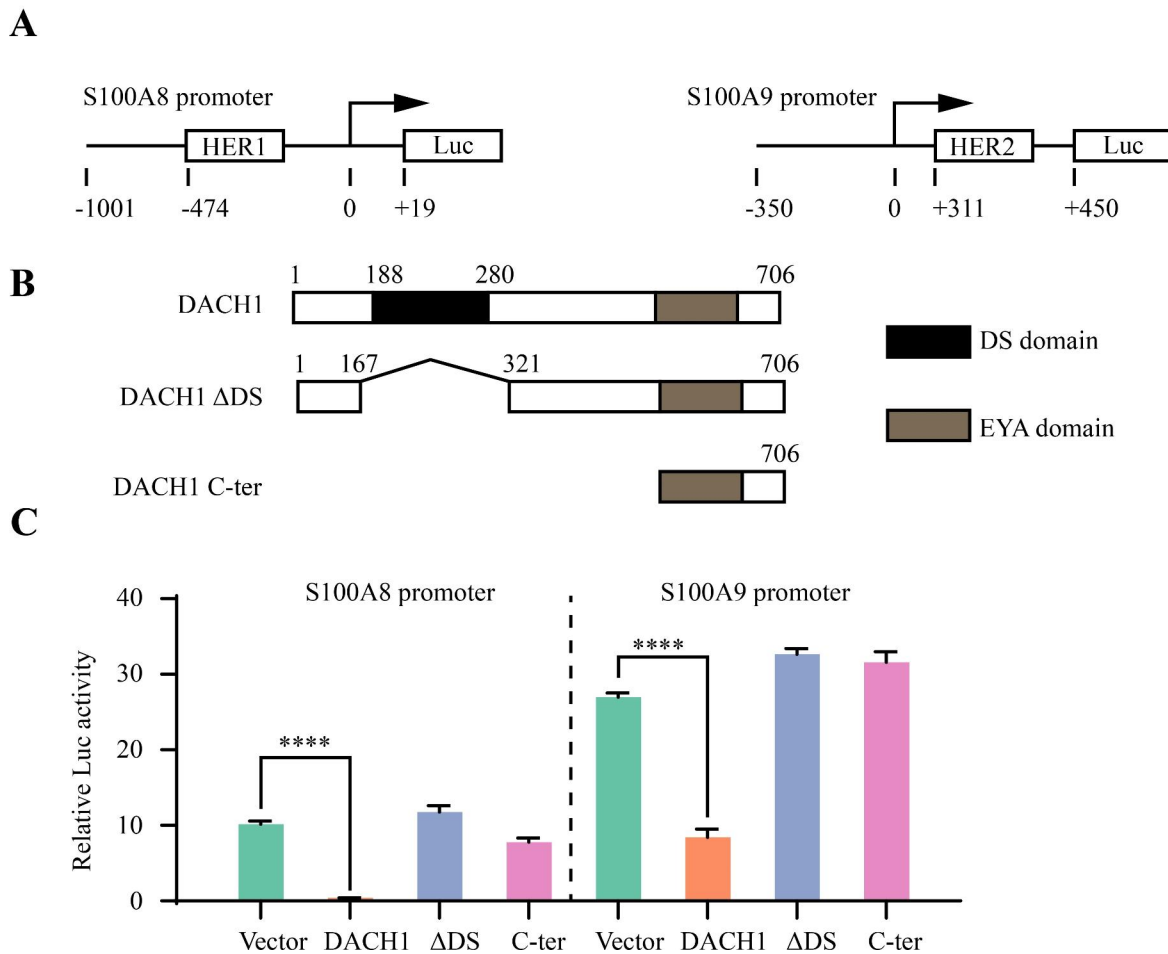 A
S100A8 promoter
HER1
Luc
-1001 -474 0 +19
S100A9 promoter
HER2
Luc
-350 0 +311 +450
B
1 188 280 706
DACH1
1 167 321 706
DACH1 ΔDS
706
DACH1 C-ter
DS domain
EYA domain
C
S100A8 promoter
S100A9 promoter
Relative Luc activity
40
30
20
10
0
****
****
Vector DACH1 ΔDS C-ter Vector DACH1 ΔDS C-ter